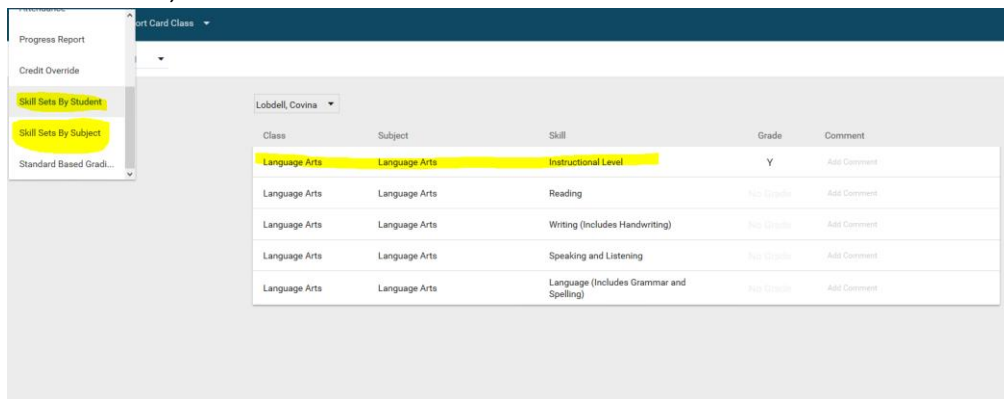 ort Card Class
Progress Report
Credit Override
Skill Sets By Student
Skill Sets By Subject
Standard Based Gradi...
Lobdell, Covina
Class Subject Skill Grade Comment
Language Arts Language Arts Instructional Level Y Add Comment
Language Arts Language Arts Reading No Grade Add Comment
Language Arts Language Arts Writing (Includes Handwriting) No Grade Add Comment
Language Arts Language Arts Speaking and Listening No Grade Add Comment
Language Arts Language Arts Language (Includes Grammar and
Spelling) No Grade Add Comment